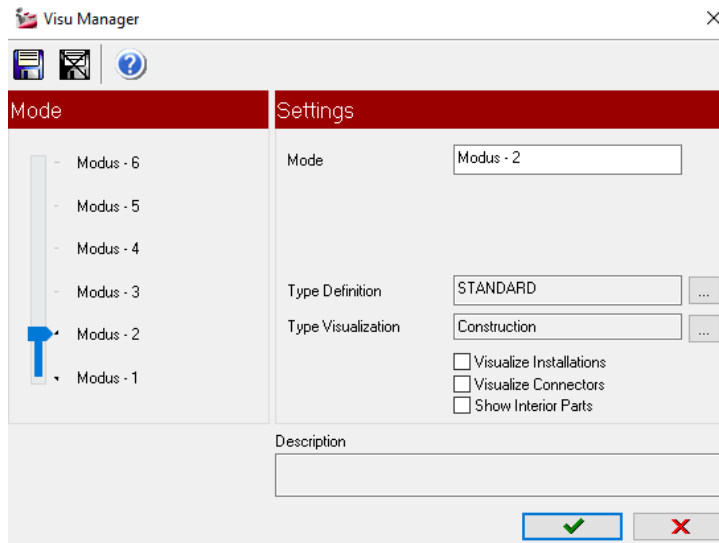 Visu Manager
Mode
Modus - 6
Modus - 5
Modus - 4
Modus - 3
Modus - 2
Modus - 1
Settings
Mode
Modus - 2
Type Definition
STANDARD
...
Type Visualization
Construction
...
Visualize Installations
Visualize Connectors
Show Interior Parts
Description